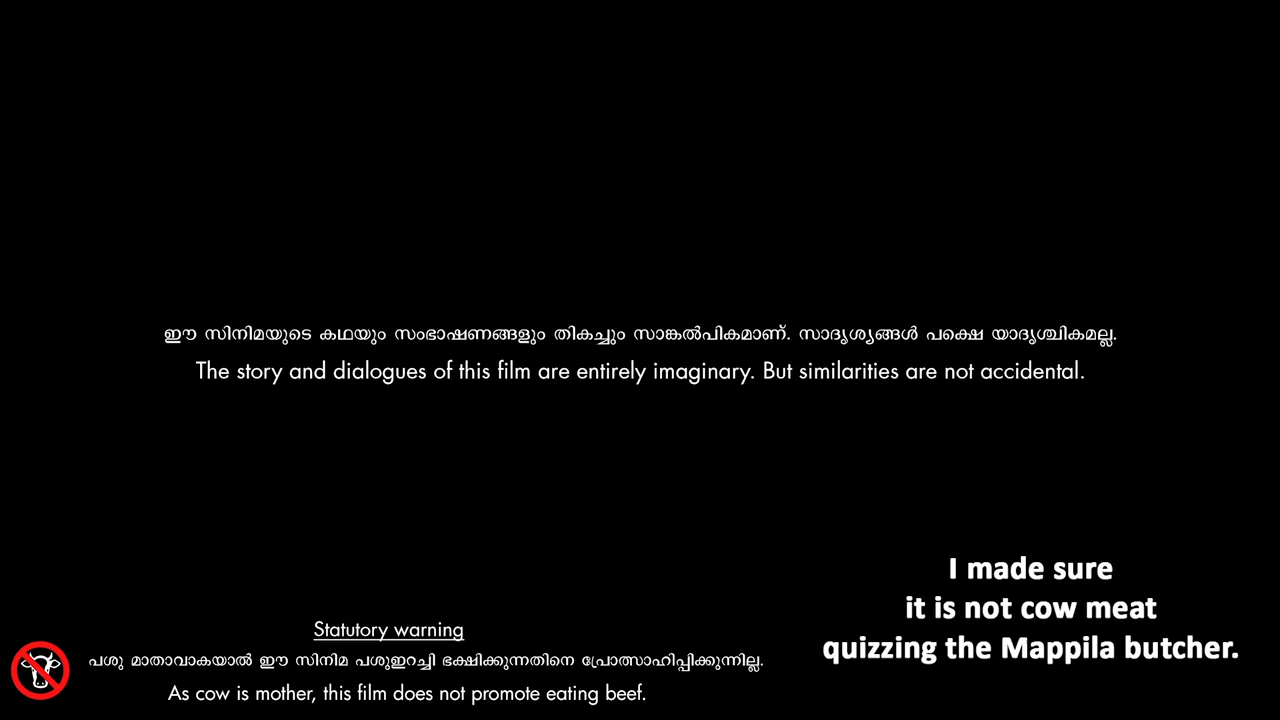 ഈ സിനിമയുടെ കഥയും സംഭാഷണങ്ങളും തികച്ചും സാങ്കൽപികമാണ്. സാദൃശ്യങ്ങൾ പക്ഷെ യാദൃശ്ചികമല്ല.
The story and dialogues of this film are entirely imaginary. But similarities are not accidental.
I made sure
it is not cow meat
quizzing the Mappila butcher.
Statutory warning
പശു മാതാവാകയാൽ ഈ സിനിമ പശുഇറച്ചി ഭക്ഷിക്കുന്നതിനെ പ്രോത്സാഹിപ്പിക്കുന്നില്ല.
As cow is mother, this film does not promote eating beef.